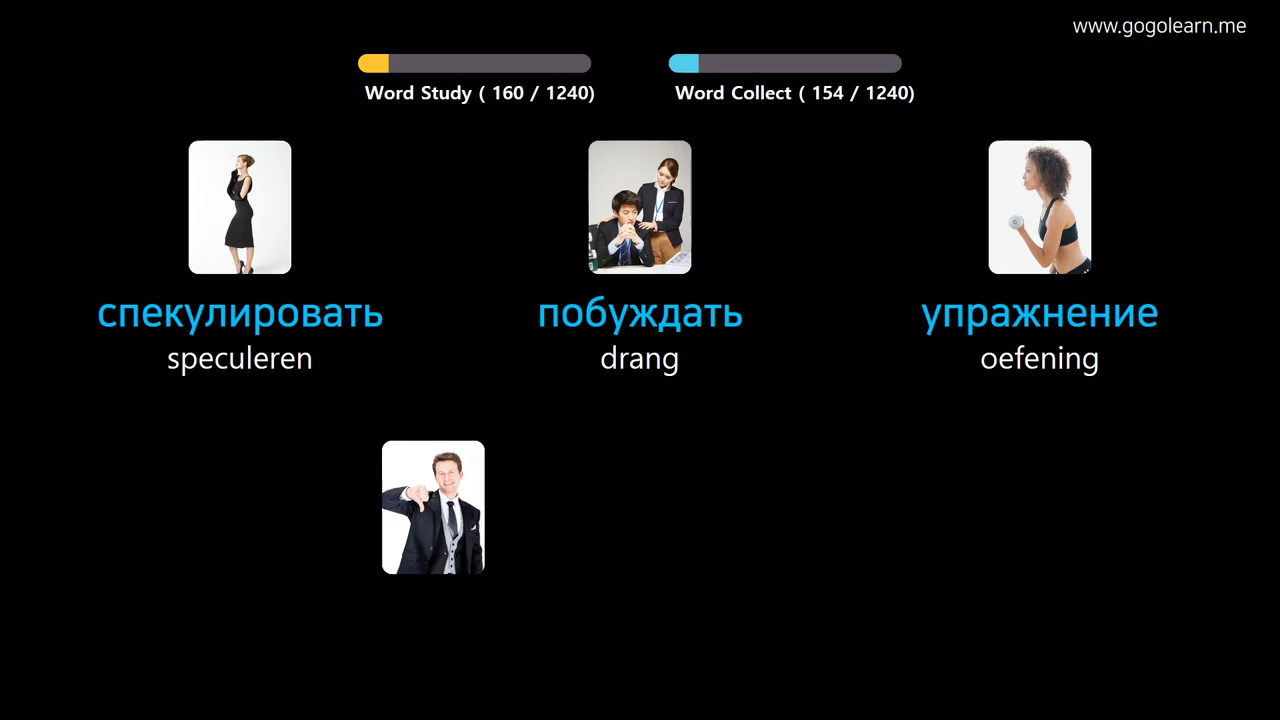 www.gogolearn.me
Word Study ( 160 / 1240)
Word Collect ( 154 / 1240)
спекулировать
побуждать
упражнение
speculeren
drang
oefening